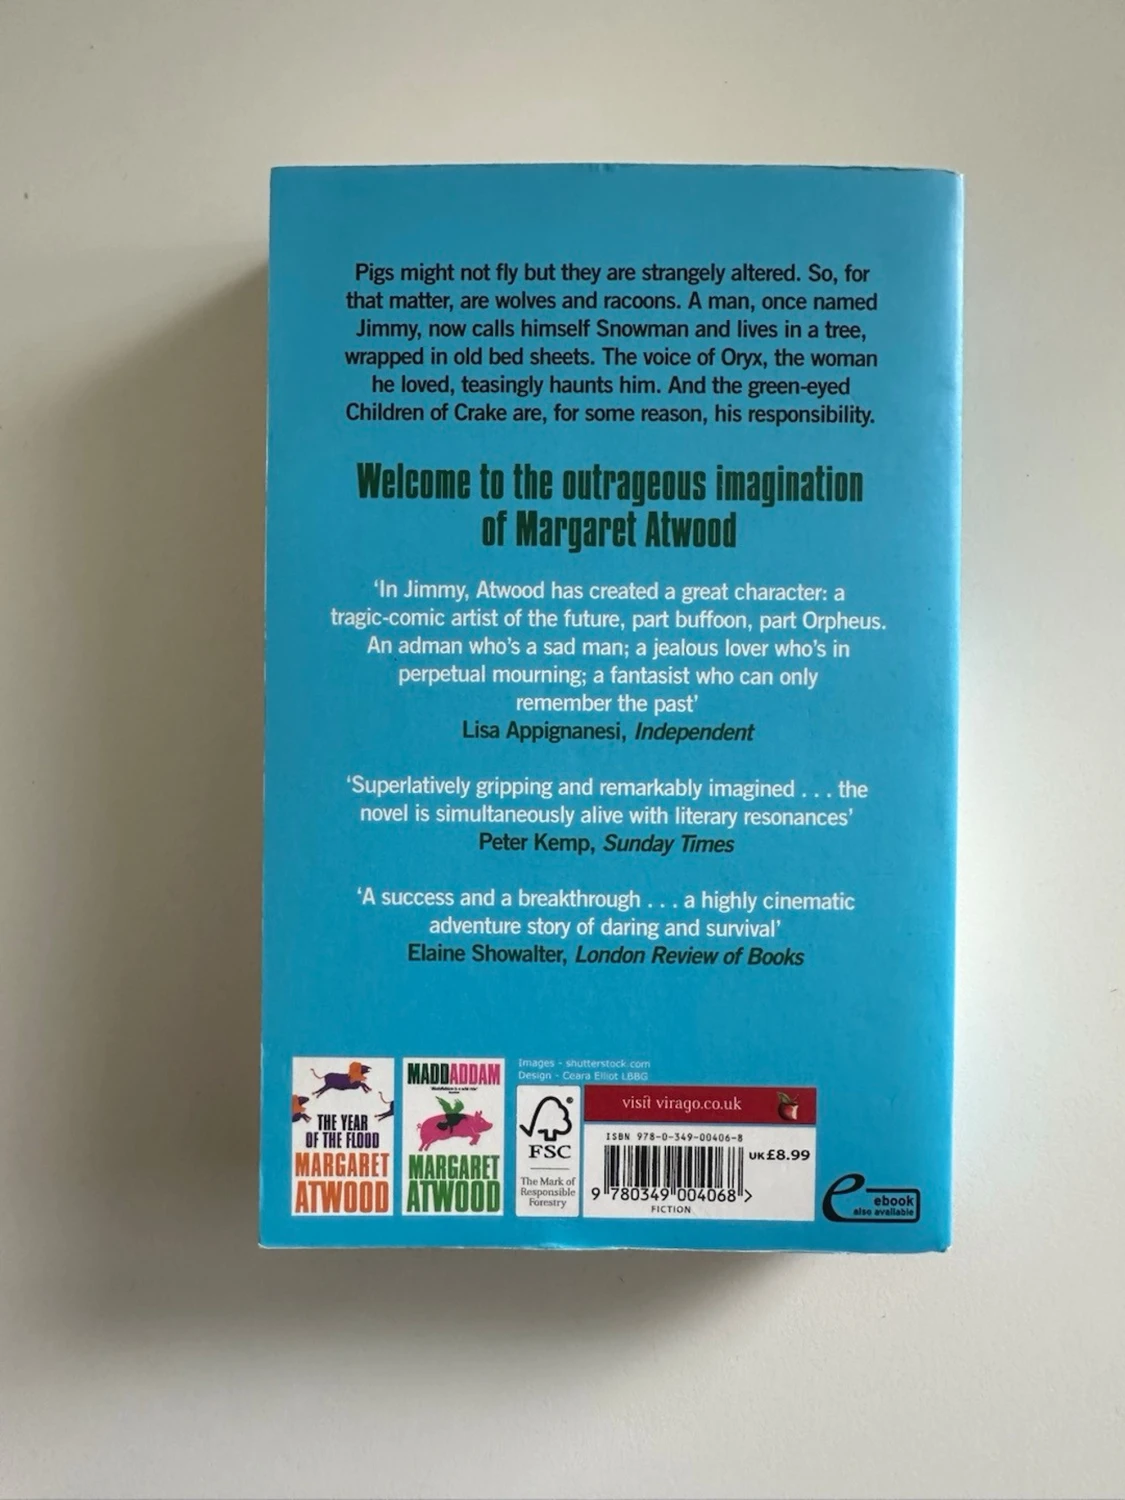 Pigs might not fly but they are strangely altered. So, for
that matter, are wolves and racoons. A man, once named
Jimmy, now calls himself Snowman and lives in a tree,
wrapped in old bed sheets. The voice of Oryx, the woman
he loved, teasingly haunts him. And the green-eyed
Children of Crake are, for some reason, his responsibility.
Welcome to the outrageous imagination
of Margaret Atwood
‘In Jimmy, Atwood has created a great character: a
tragic-comic artist of the future, part buffoon, part Orpheus.
An adman who’s a sad man; a jealous lover who’s in
perpetual mourning; a fantasist who can only
remember the past’
Lisa Appignanesi, Independent
‘Superlatively gripping and remarkably imagined . . . the
novel is simultaneously alive with literary resonances’
Peter Kemp, Sunday Times
‘A success and a breakthrough . . . a highly cinematic
adventure story of daring and survival’
Elaine Showalter, London Review of Books
THE YEAR
OF THE FLOOD
MARGARET
ATWOOD
MADDADDAM
MARGARET
ATWOOD
Images - shutterstock.com
Design - Ceara Elliot LBBG
FSC
®
The Mark of
Responsible
Forestry
visit virago.co.uk
ISBN 978-0-349-00406-8
UK£8.99
9 780349 004068 >
FICTION
ebook
also available